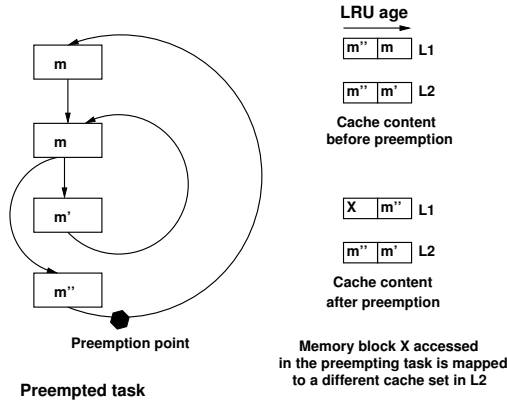 m
m
m'
m''
Preemption point
Preempted task
LRU age
m'' m L1
m'' m' L2
Cache content
before preemption
X m'' L1
m'' m' L2
Cache content
after preemption
Memory block X accessed
in the preempting task is mapped
to a different cache set in L2